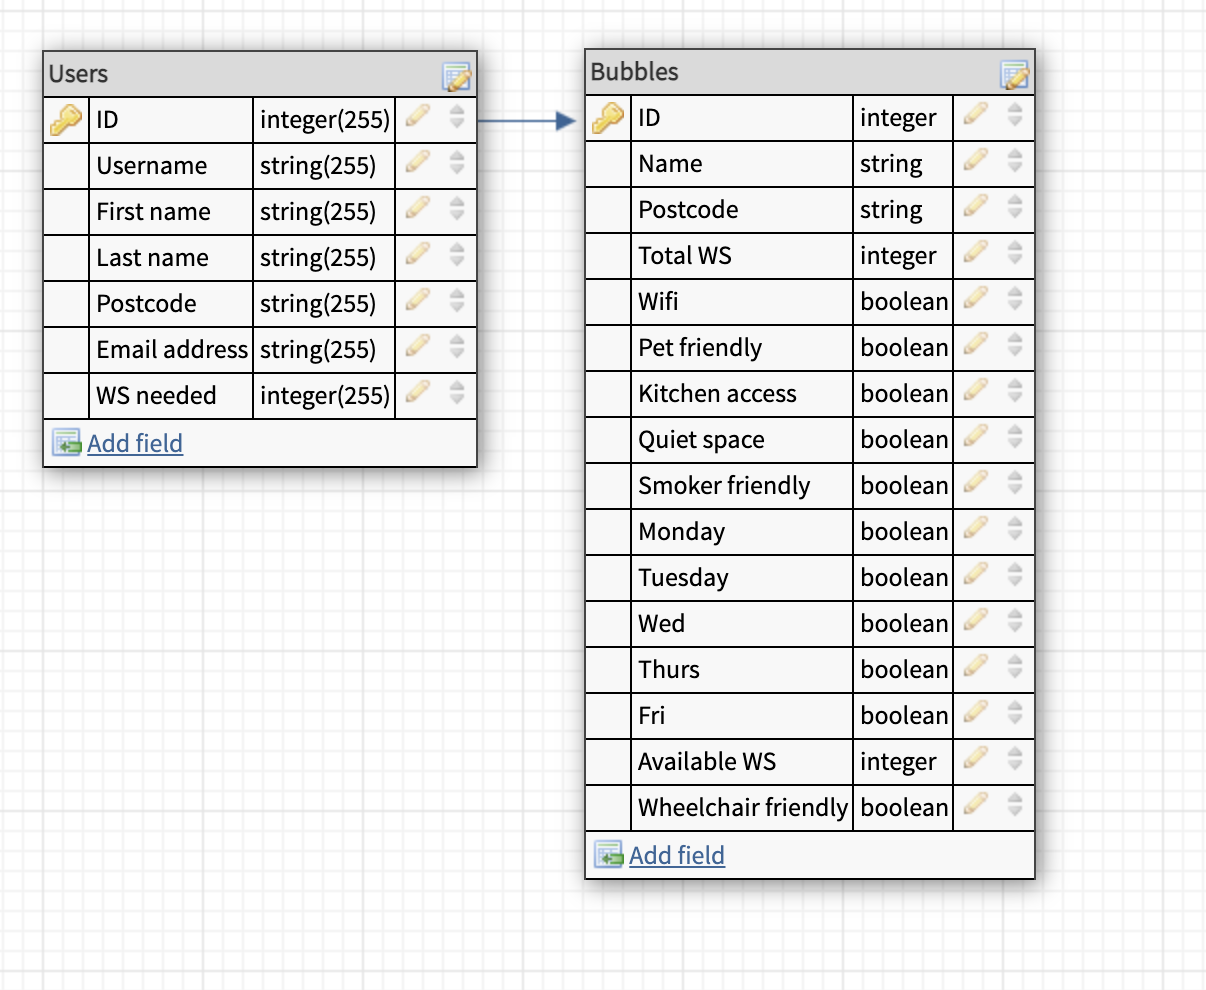 Users
ID integer(255)
Username string(255)
First name string(255)
Last name string(255)
Postcode string(255)
Email address string(255)
WS needed integer(255)
Add field
Bubbles
ID integer
Name string
Postcode string
Total WS integer
Wifi boolean
Pet friendly boolean
Kitchen access boolean
Quiet space boolean
Smoker friendly boolean
Monday boolean
Tuesday boolean
Wed boolean
Thurs boolean
Fri boolean
Available WS integer
Wheelchair friendly boolean
Add field